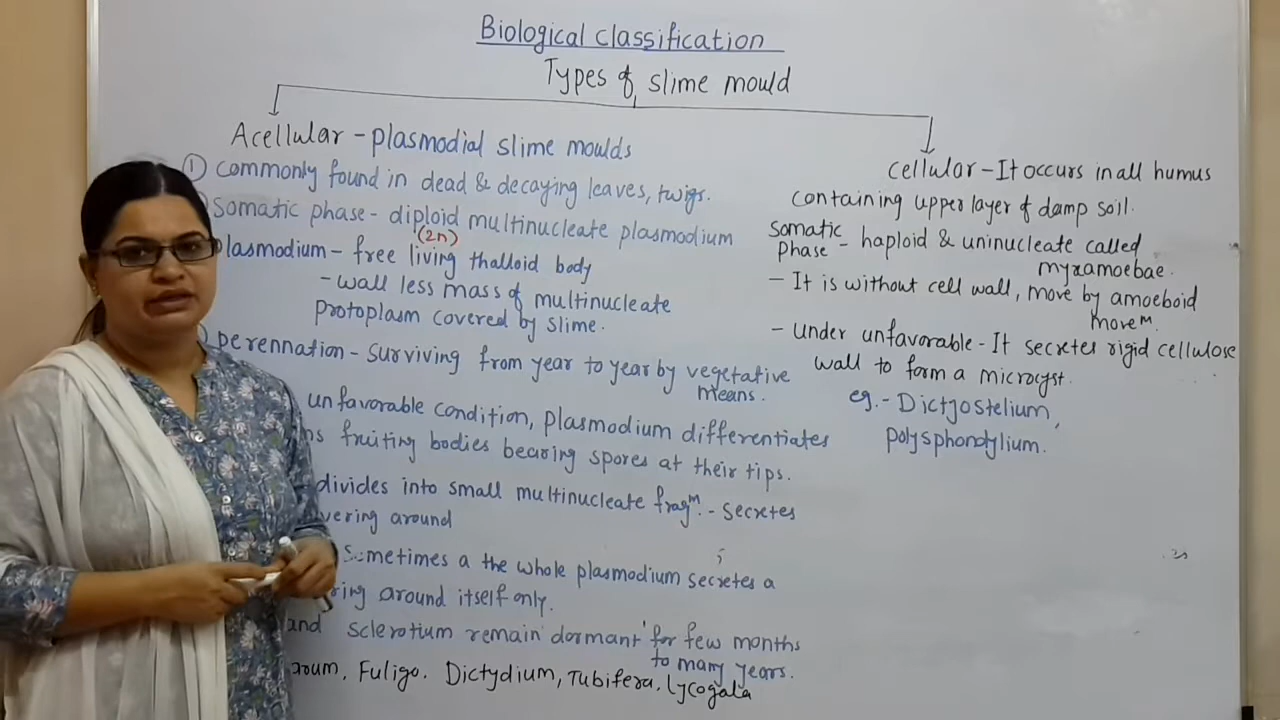 Biological classification
Types of slime mould
Acellular - plasmodial slime moulds
① commonly found in dead & decaying leaves, twigs.
somatic phase - diploid multinucleate plasmodium
(2n)
plasmodium - free living thalloid body
- wall less mass of multinucleate
protoplasm covered by slime.
perennation - surviving from year to year by vegetative
means.
unfavorable condition, plasmodium differentiates
fruiting bodies bearing spores at their tips.
divides into small multinucleate fragm. - secretes
around
sometimes a the whole plasmodium secretes a
around itself only.
and sclerotium remain dormant for few months
to many years.
Fuligo. Dictydium, Tubifera, Lycogala
cellular - It occurs in all humus
containing upper layer of damp soil.
somatic
phase - haploid & uninucleate called
myxamoebae.
- It is without cell wall, move by amoeboid
movem.
- under unfavorable - It secretes rigid cellulose
wall to form a microcyst.
eg. - Dictyostelium,
polysphondylium.